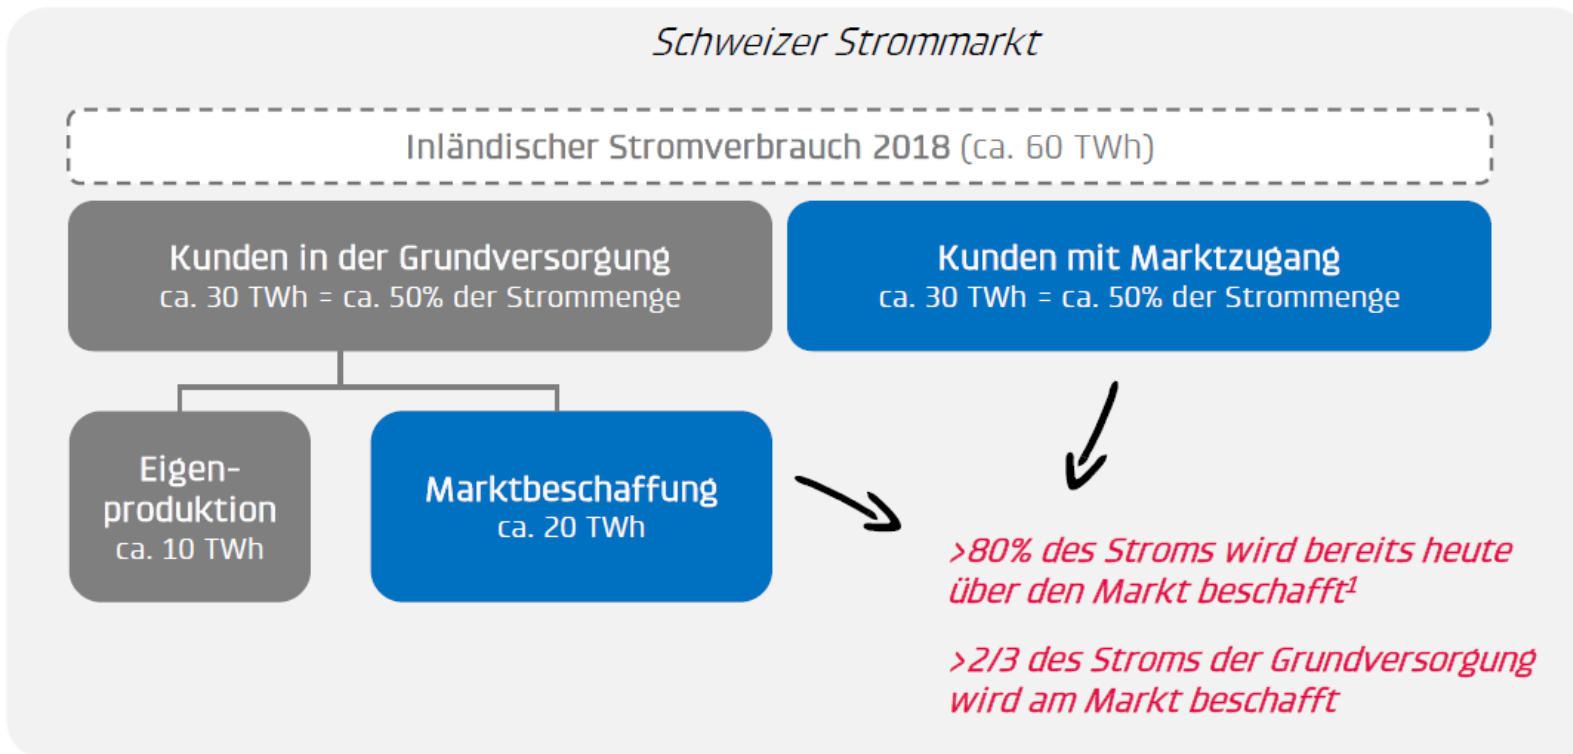 Schweizer Strommarkt
Inländischer Stromverbrauch 2018 (ca. 60 TWh)
Kunden in der Grundversorgung
ca. 30 TWh = ca. 50% der Strommenge
Kunden mit Marktzugang
ca. 30 TWh = ca. 50% der Strommenge
Eigen-
produktion
ca. 10 TWh
Marktbeschaffung
ca. 20 TWh
>80% des Stroms wird bereits heute
über den Markt beschafft¹
>2/3 des Stroms der Grundversorgung
wird am Markt beschafft